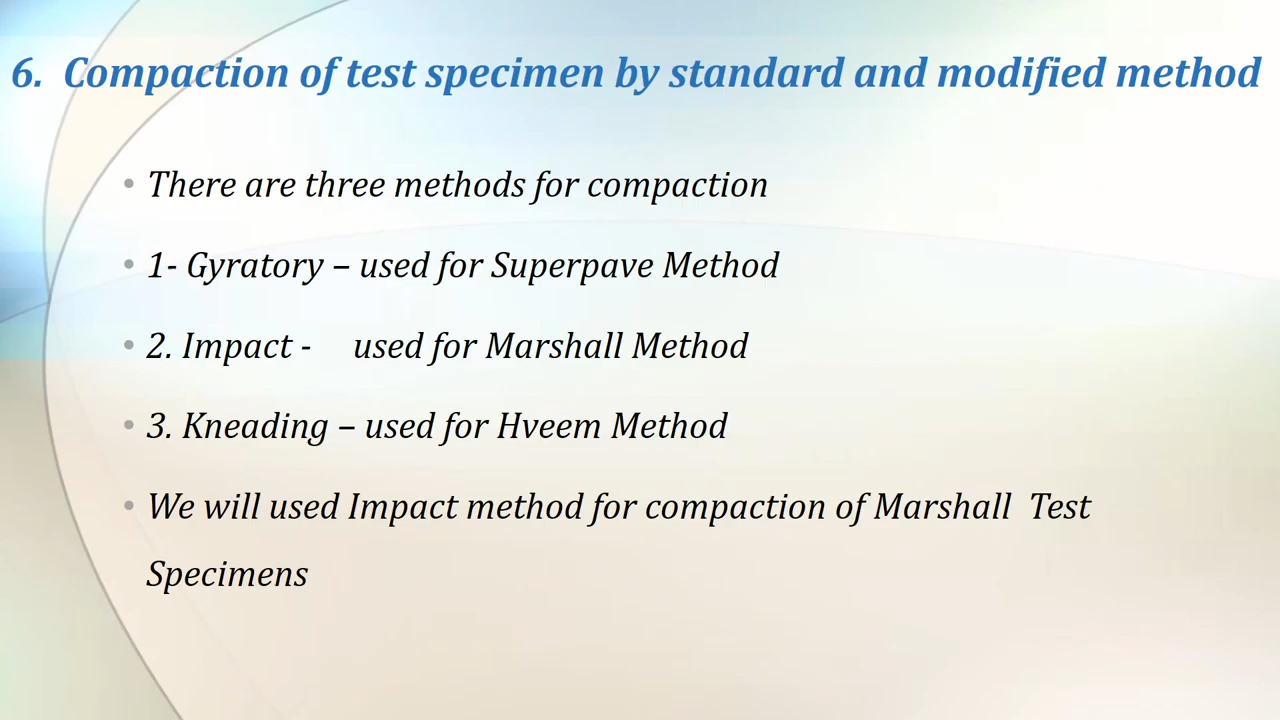 6. Compaction of test specimen by standard and modified method
• There are three methods for compaction
• 1- Gyratory – used for Superpave Method
• 2. Impact - used for Marshall Method
• 3. Kneading – used for Hveem Method
• We will used Impact method for compaction of Marshall Test
Specimens